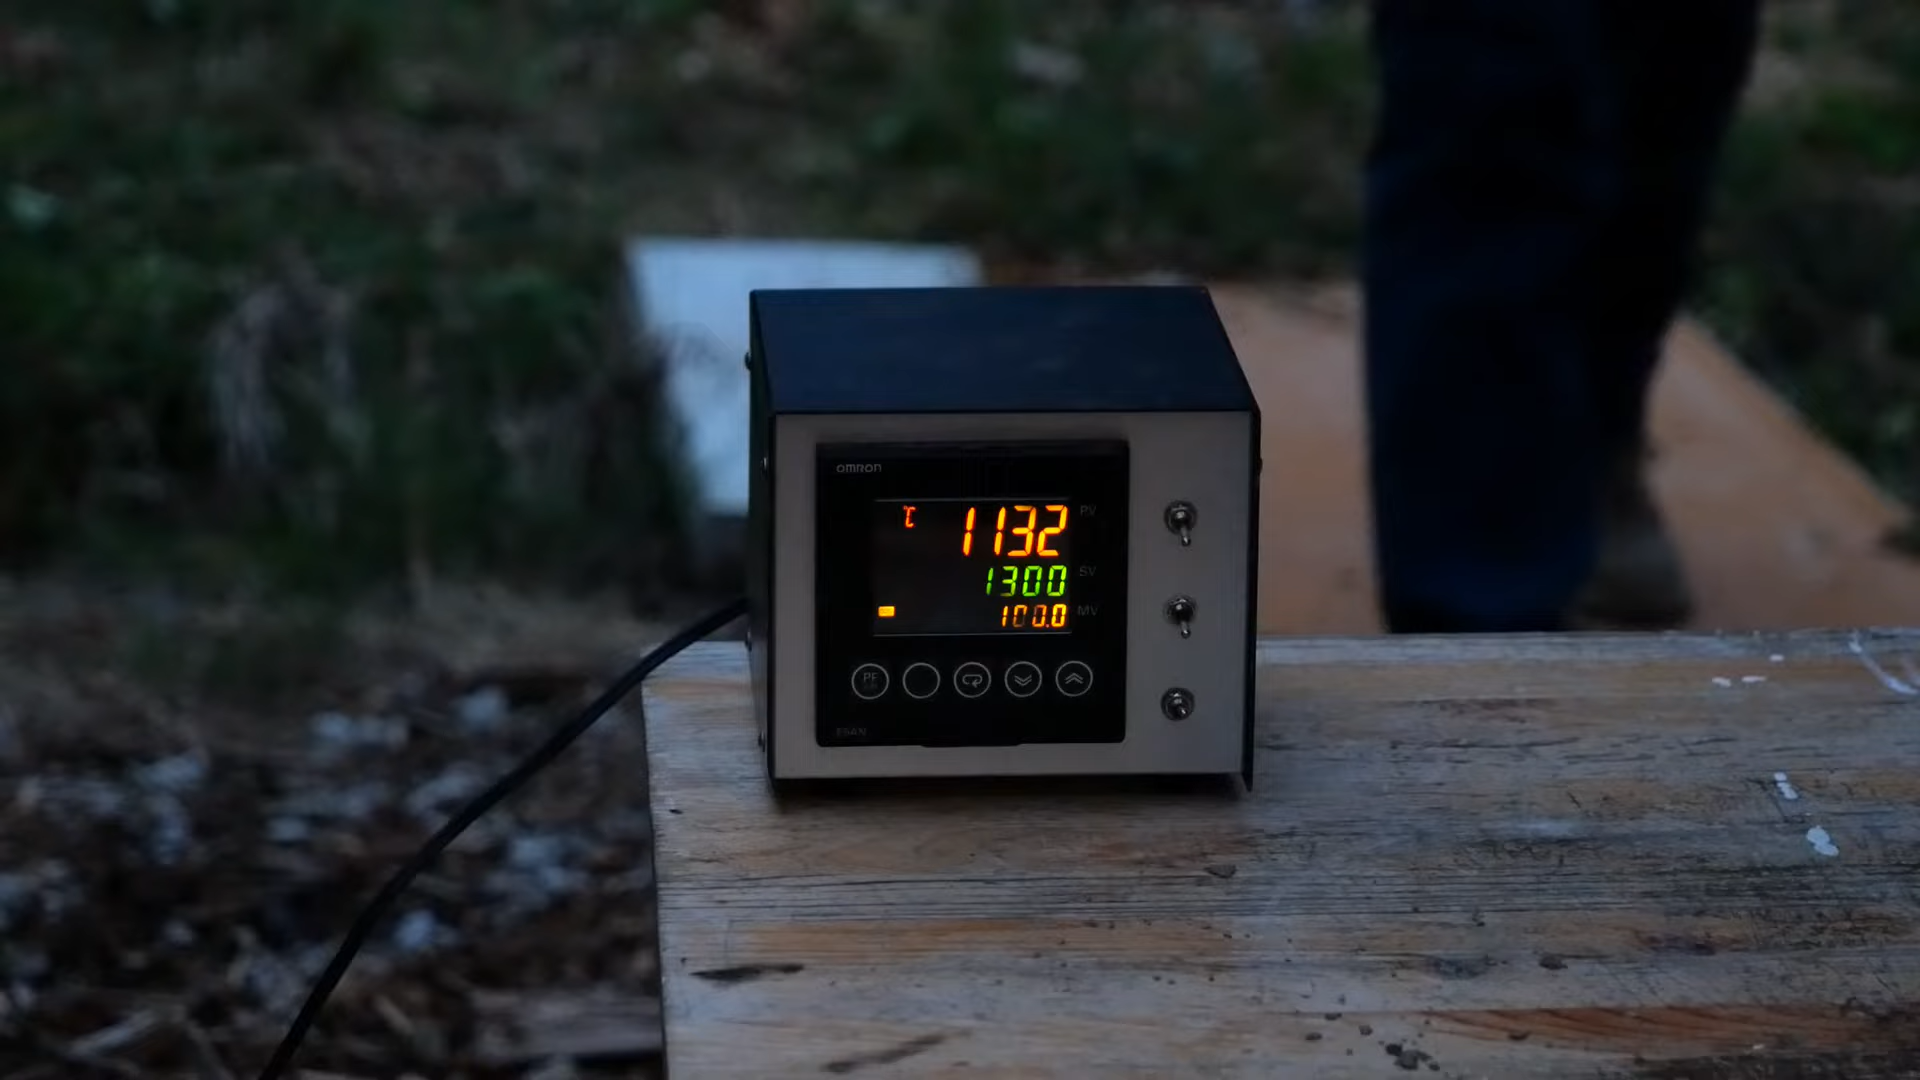 omron
℃ 1132 PV
1300 SV
100.0 MV
PF
E5AN